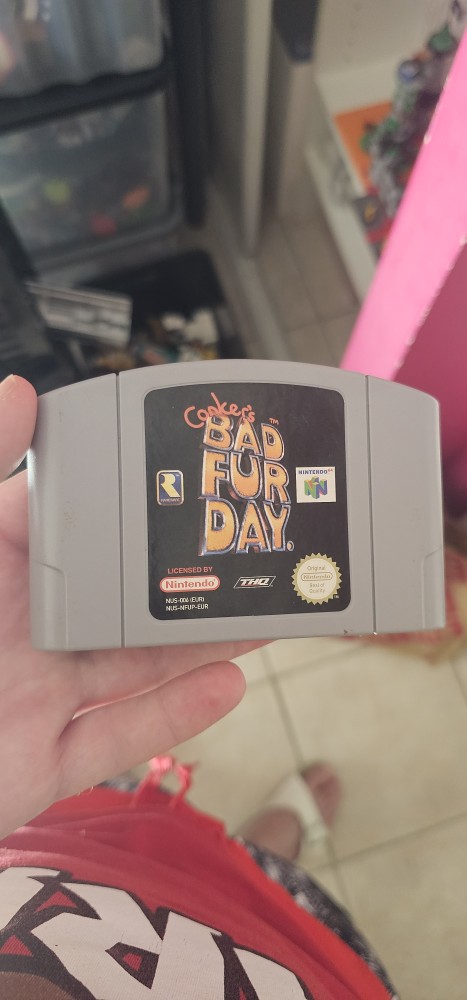 Conker's
BAD ™
FUR
DAY.
R
NINTENDO⁶⁴
N
LICENSED BY
Nintendo
THQ
NUS-006 (EUR)
NUS-NFUP-EUR
Original
Nintendo
Seal of
Quality